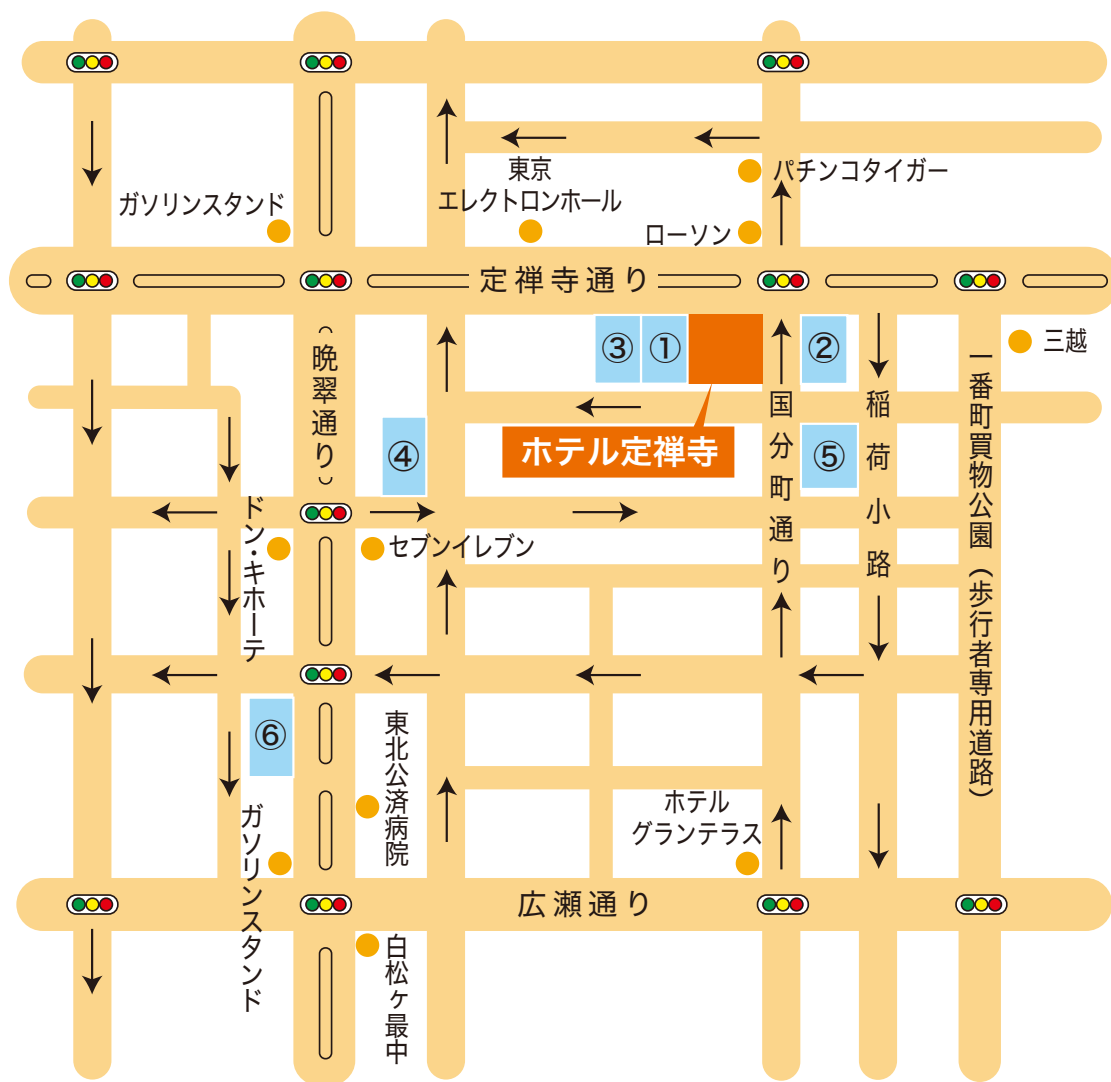 東京
エレクトロンホール
パチンコタイガー
ガソリンスタンド
ローソン
定禅寺通り
③
①
②
三越
(晩翠通り)
ホテル定禅寺
④
⑤
国分町通り
稲荷小路
一番町買物公園(歩行者専用道路)
ドン・キホーテ
セブンイレブン
⑥
東北公済病院
ホテル
グランテラス
ガソリンスタンド
広瀬通り
白松ヶ最中